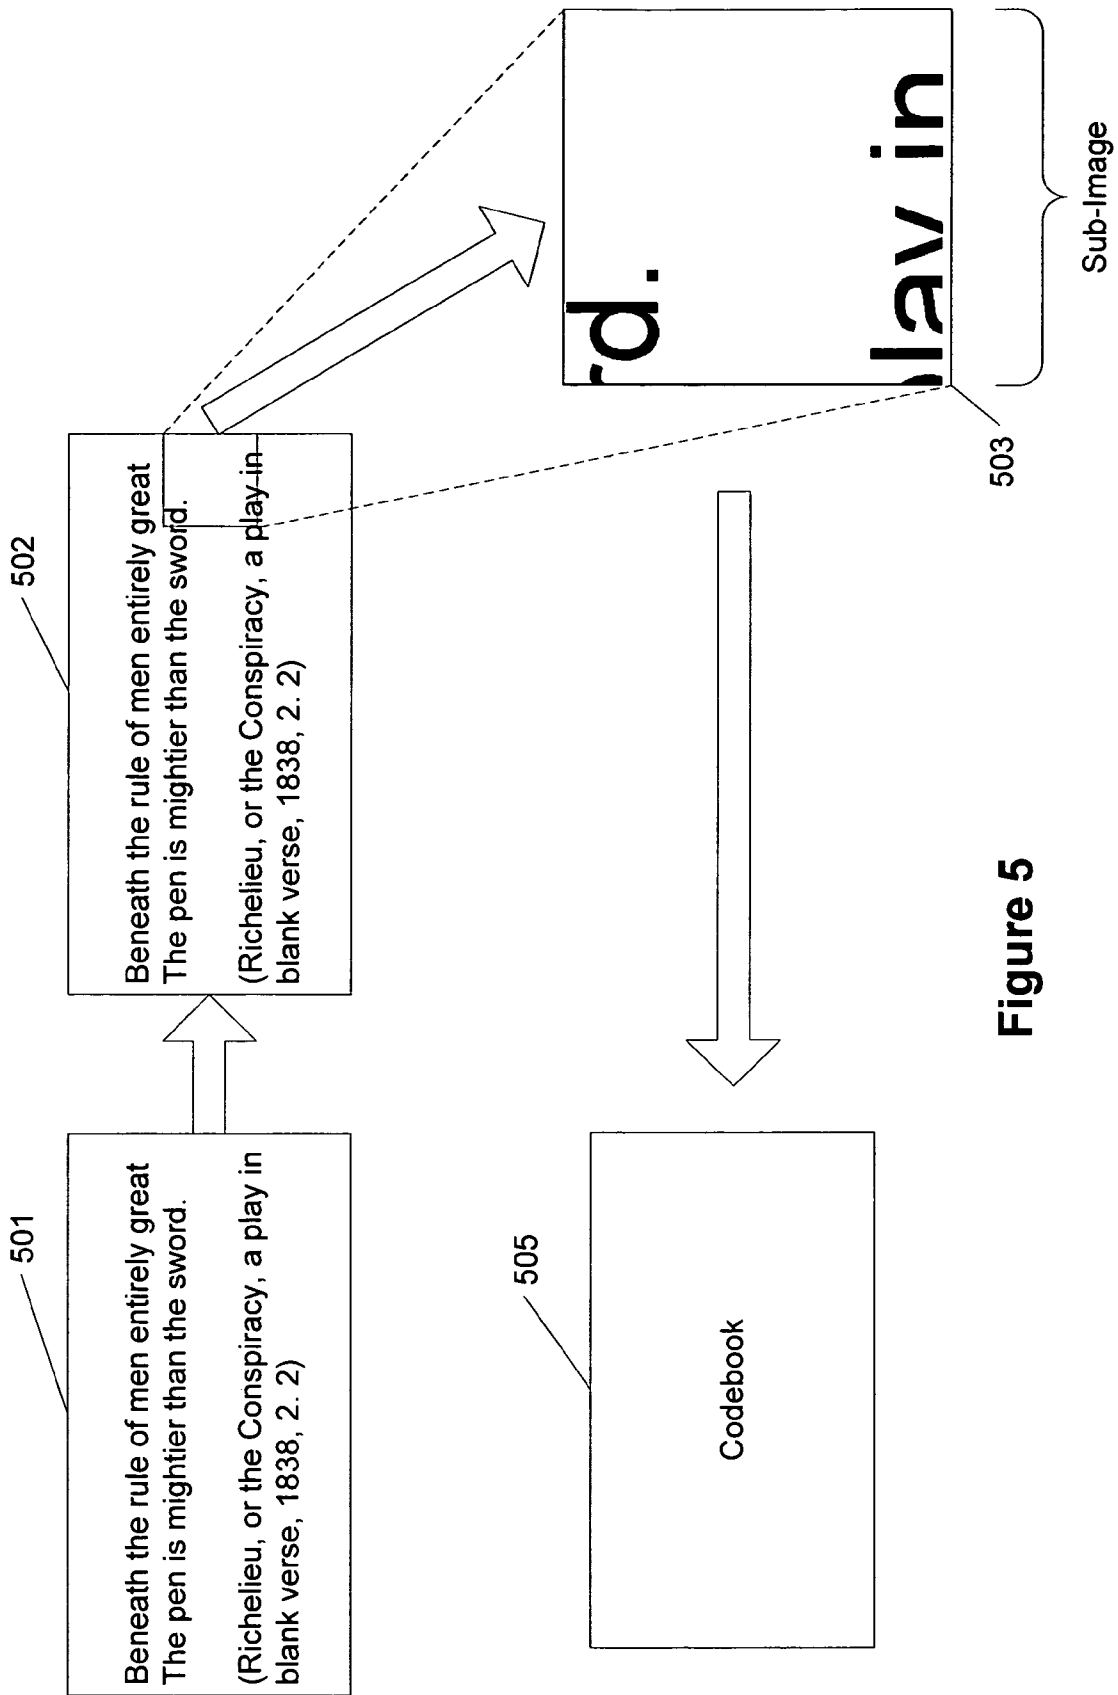 501
Beneath the rule of men entirely great
The pen is mightier than the sword.
(Richelieu, or the Conspiracy, a play in
blank verse, 1838, 2. 2)
502
Beneath the rule of men entirely great
The pen is mightier than the sword.
(Richelieu, or the Conspiracy, a play in
blank verse, 1838, 2. 2)
rd.
play in
503
Sub-Image
505
Codebook
Figure 5